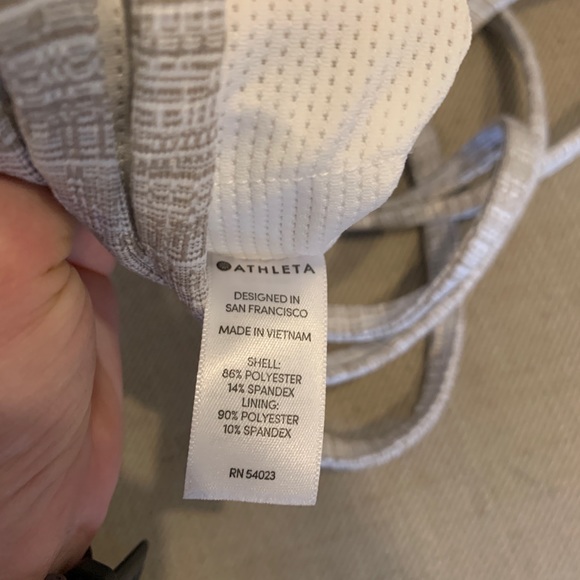 ATHLETA
DESIGNED IN
SAN FRANCISCO
MADE IN VIETNAM
SHELL:
86% POLYESTER
14% SPANDEX
LINING:
90% POLYESTER
10% SPANDEX
RN 54023